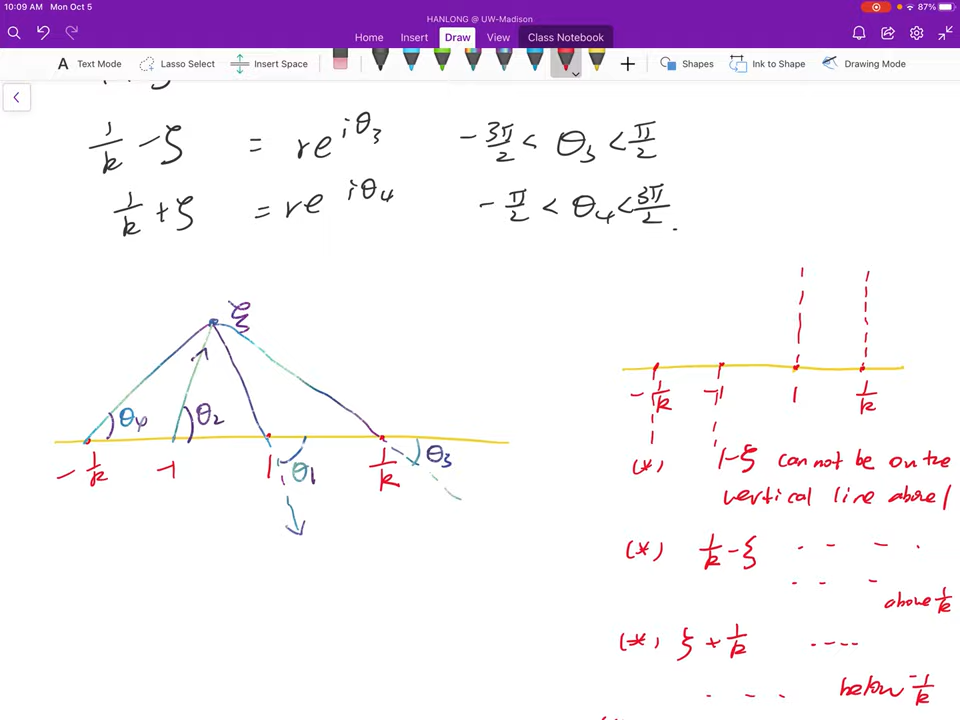 10:09 AM Mon Oct 5
87%
HANLONG @ UW-Madison
Home Insert Draw View Class Notebook
A Text Mode Lasso Select Insert Space Shapes Ink to Shape Drawing Mode
1/k - ξ = re^{iθ3} -3π/2 < θ3 < π/2
1/k + ξ = re^{iθ4} -π/2 < θ4 < 3π/2.
ξ
θ4 θ2
-1/k -1 1 θ1 1/k θ3
-1/k -1 1 1/k
(*) 1-ξ cannot be on the
vertical line above 1
(*) 1/k - ξ .. - - .
.. .. -
above 1/k
(*) ξ + 1/k ....
. .. .. below -1/k